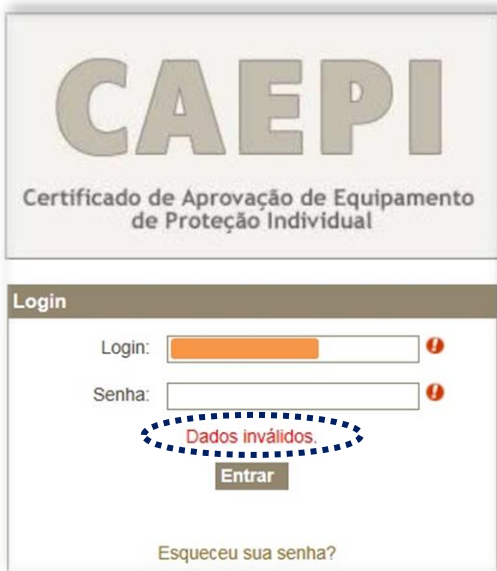 CAEPI
Certificado de Aprovação de Equipamento
de Proteção Individual
Login
Login:
Senha:
Dados inválidos.
Entrar
Esqueceu sua senha?